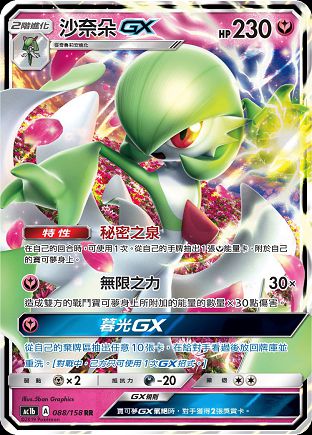 2階進化 沙奈朵GX HP230
從奇魯莉安進化
特性 秘密之泉
在自己的回合時,可使用1次。從自己的手牌抽出1張能量卡,附於自己
的寶可夢身上。
無限之力 30×
造成雙方的戰鬥寶可夢身上所附加的能量的數量×30點傷害。
暮光GX
從自己的棄牌區抽出任意10張卡,在給對手看過後放回牌庫並
重洗。[對戰中,己方只可使用1次GX招式。]
弱點 ×2 抵抗力 -20 撤退
Illus.5ban Graphics
GX規則
AC1b A 088/158 RR
©2019 Pokémon
寶可夢GX氣絕時,對手獲得2張獎賞卡。